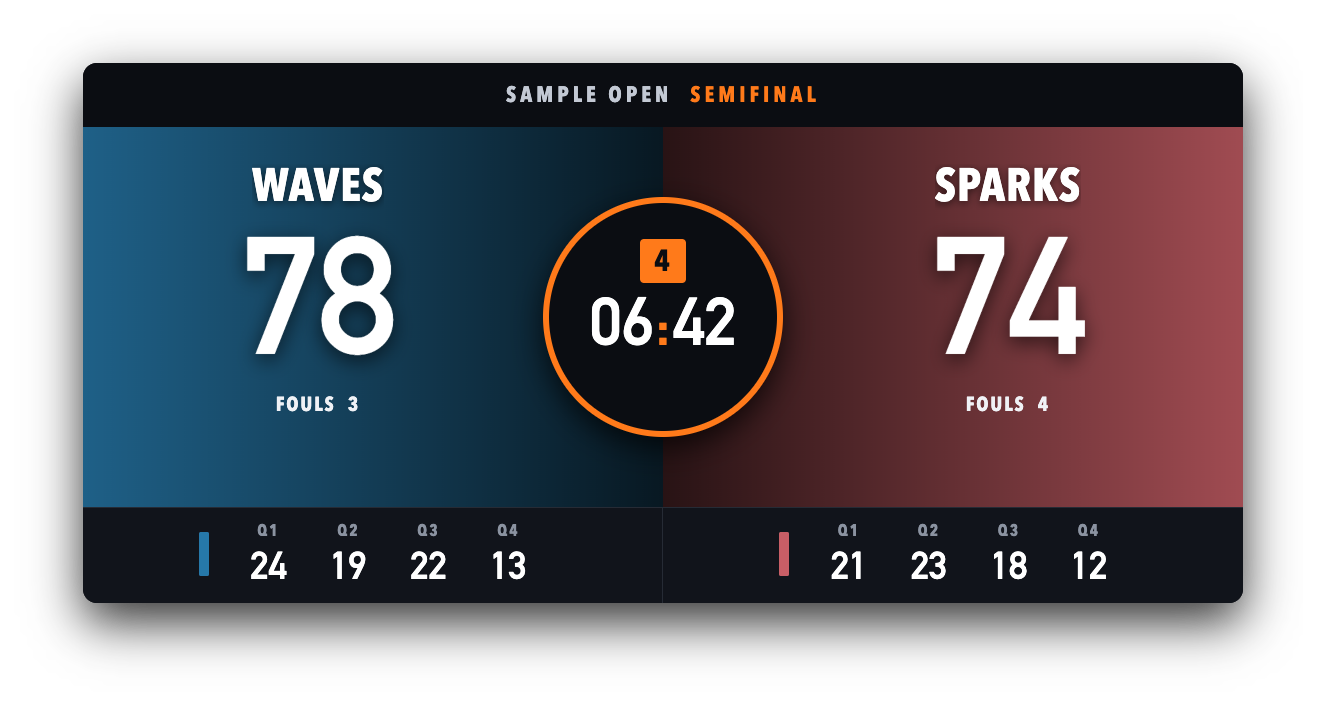 SAMPLE OPEN SEMIFINAL
WAVES
78
FOULS 3
4
06:42
SPARKS
74
FOULS 4
Q1 Q2 Q3 Q4
24 19 22 13
Q1 Q2 Q3 Q4
21 23 18 12